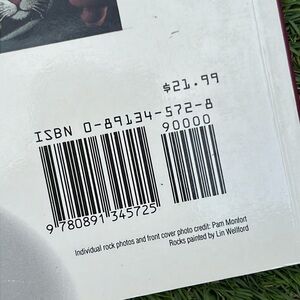 $21.99
ISBN 0-89134-572-8
90000
9 780891 345725
Individual rock photos and front cover photo credit: Pam Monfort
Rocks painted by Lin Wellford